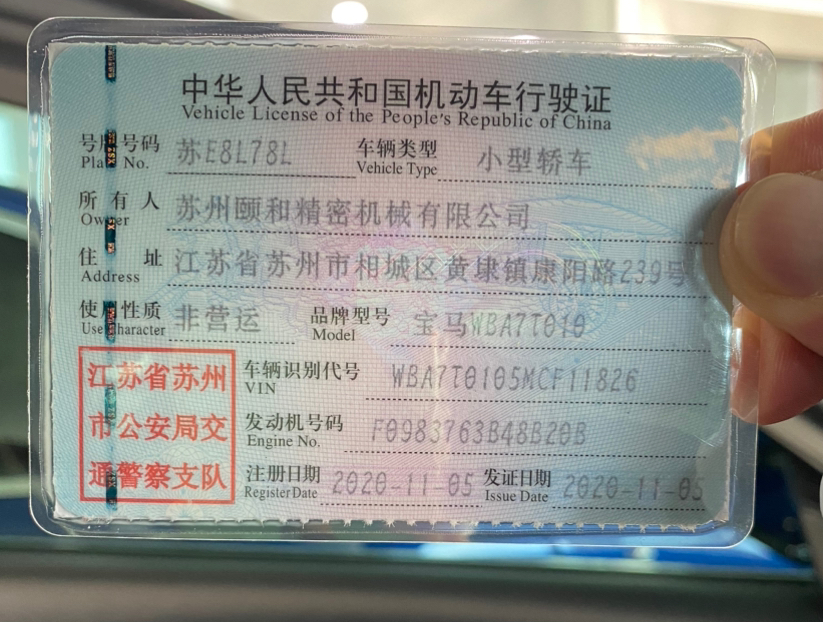 中华人民共和国机动车行驶证
Vehicle License of the People's Republic of China
号牌号码 苏E8L78L 车辆类型 小型轿车
Plate No. Vehicle Type
所有人 苏州颐和精密机械有限公司
Owner
住址 江苏省苏州市相城区黄埭镇康阳路239号
Address
使用性质 非营运 品牌型号 宝马WBA7T010
Use Character Model
江苏省苏州 车辆识别代号 WBA7T0105MCF11826
VIN
市公安局交 发动机号码 F0983763B48B20B
Engine No.
通警察支队 注册日期 2020-11-05 发证日期 2020-11-05
Register Date Issue Date